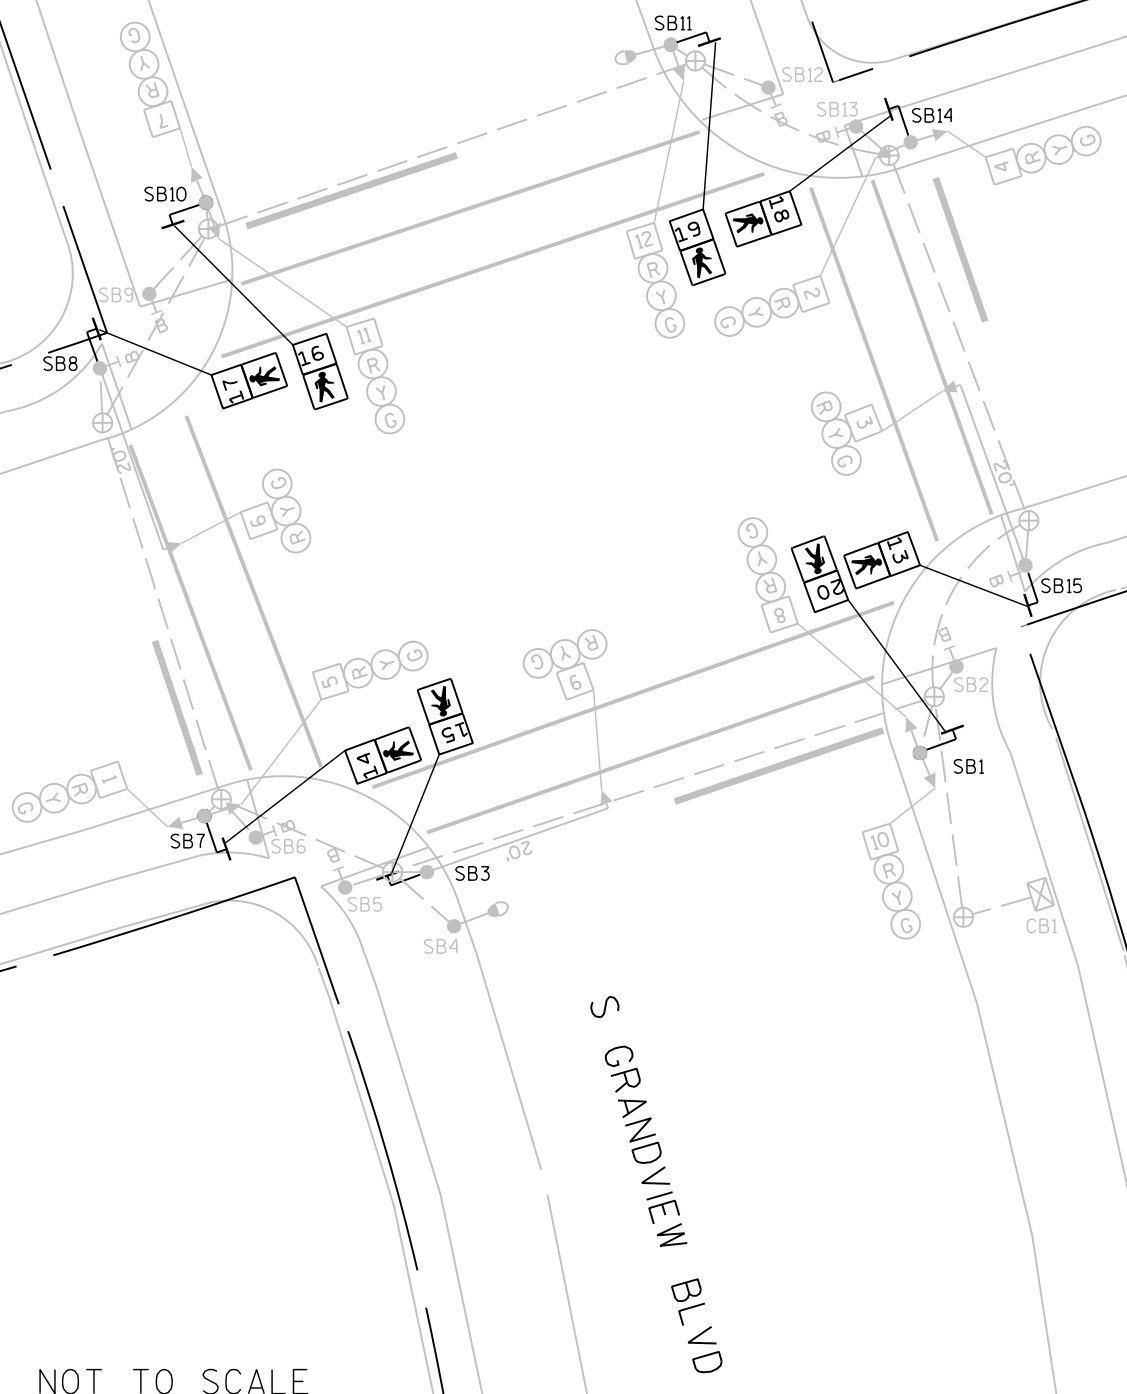 SB11
SB12
SB13
SB14
G
Y
R
7
B
B
4 R Y G
SB10
19
18
12
R
Y
G
2 R Y G
SB9
B
B
SB8
17
16
11
R
Y
G
R
Y
G
3
20'
20'
G
Y
R
6
G
Y
R
8
20
13
B
SB15
B
SB2
5 R Y G
R Y G
9
15
14
SB1
1 R Y G
SB7
B
SB6
B
20'
SB3
SB5
SB4
10
R
Y
G
CB1
S GRANDVIEW BLVD
NOT TO SCALE